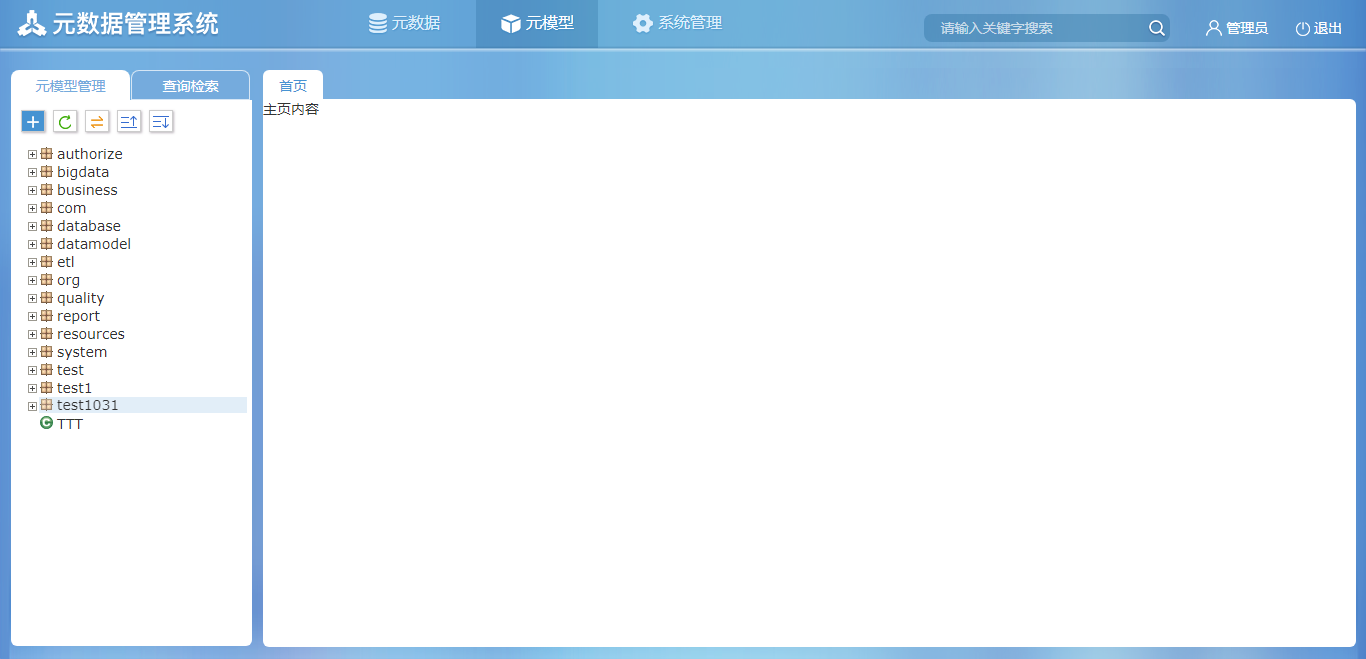 元数据管理系统
元数据
元模型
系统管理
请输入关键字搜索
管理员
退出
元模型管理
查询检索
首页
主页内容
authorize
bigdata
business
com
database
datamodel
etl
org
quality
report
resources
system
test
test1
test1031
TTT